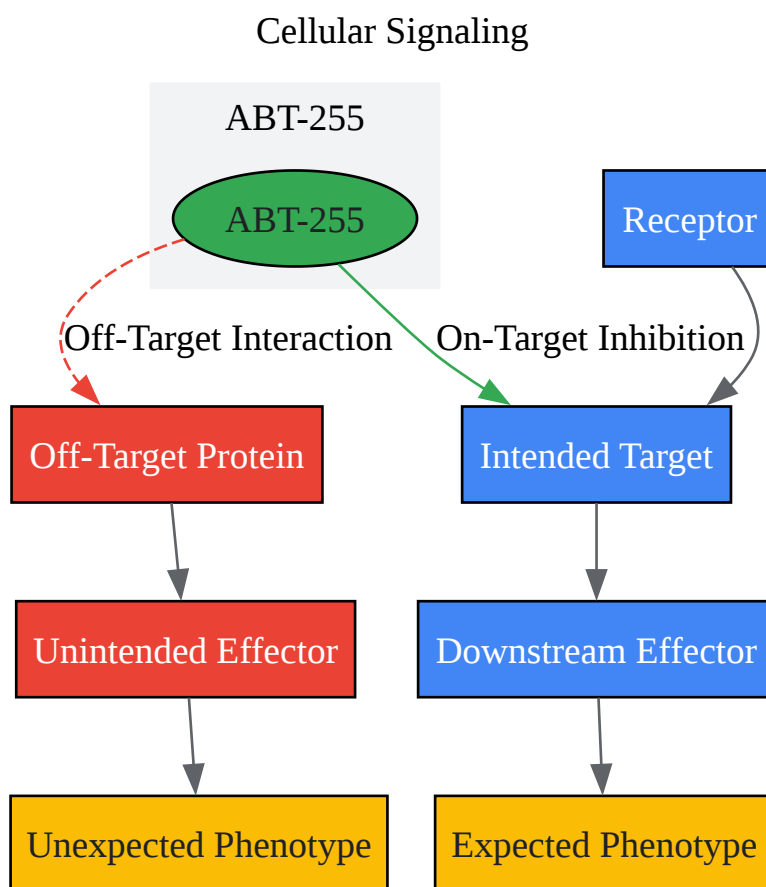 Cellular Signaling
ABT-255
ABT-255
Receptor
Off-Target Interaction
On-Target Inhibition
Off-Target Protein
Intended Target
Unintended Effector
Downstream Effector
Unexpected Phenotype
Expected Phenotype